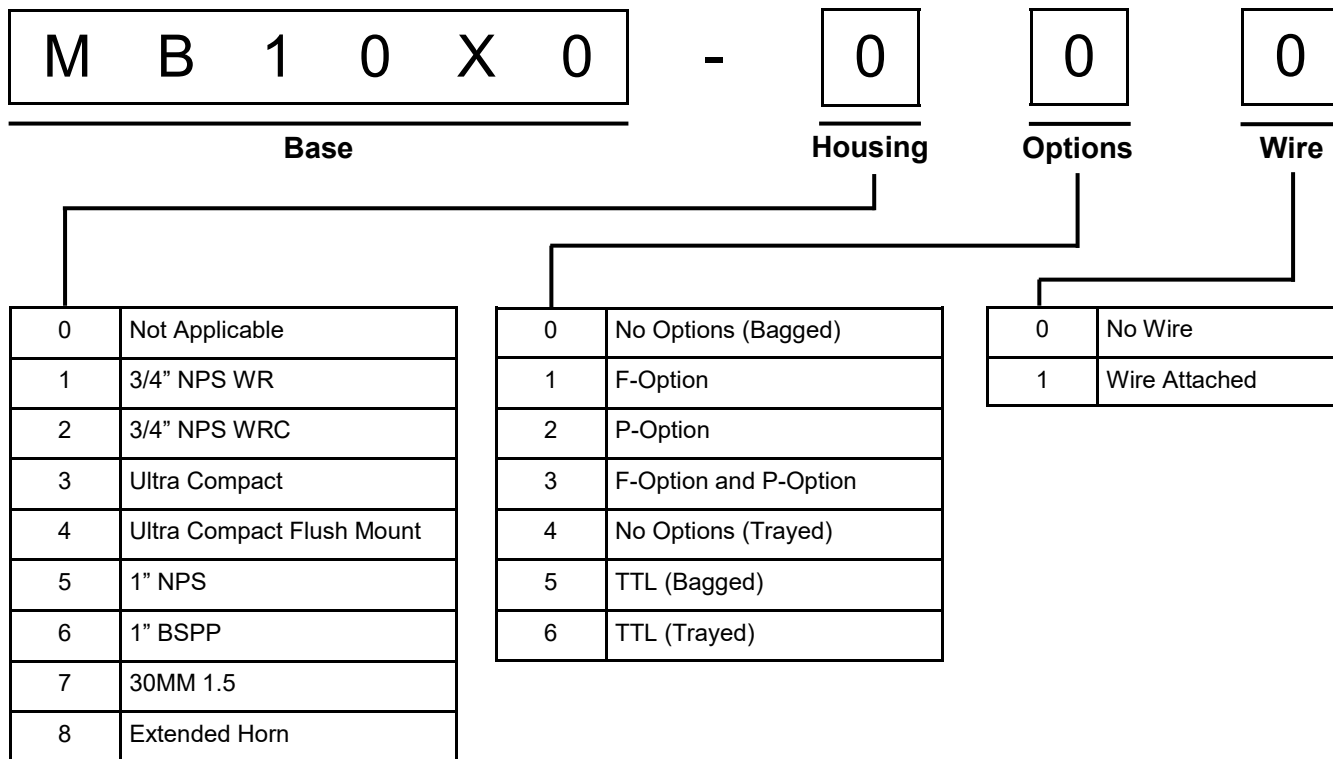 M B 1 0 X 0 - 0 0 0
Base Housing Options Wire
0 Not Applicable
1 3/4” NPS WR
2 3/4” NPS WRC
3 Ultra Compact
4 Ultra Compact Flush Mount
5 1” NPS
6 1” BSPP
7 30MM 1.5
8 Extended Horn
0 No Options (Bagged)
1 F-Option
2 P-Option
3 F-Option and P-Option
4 No Options (Trayed)
5 TTL (Bagged)
6 TTL (Trayed)
0 No Wire
1 Wire Attached